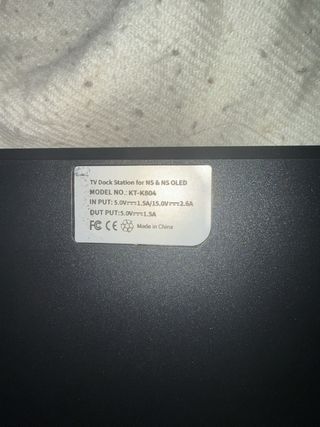 TV Dock Station for NS & NS OLED
MODEL NO.: KT-K804
IN PUT: 5.0V⎓1.5A/15.0V⎓2.6A
OUT PUT:5.0V⎓1.5A
FC CE Made in China